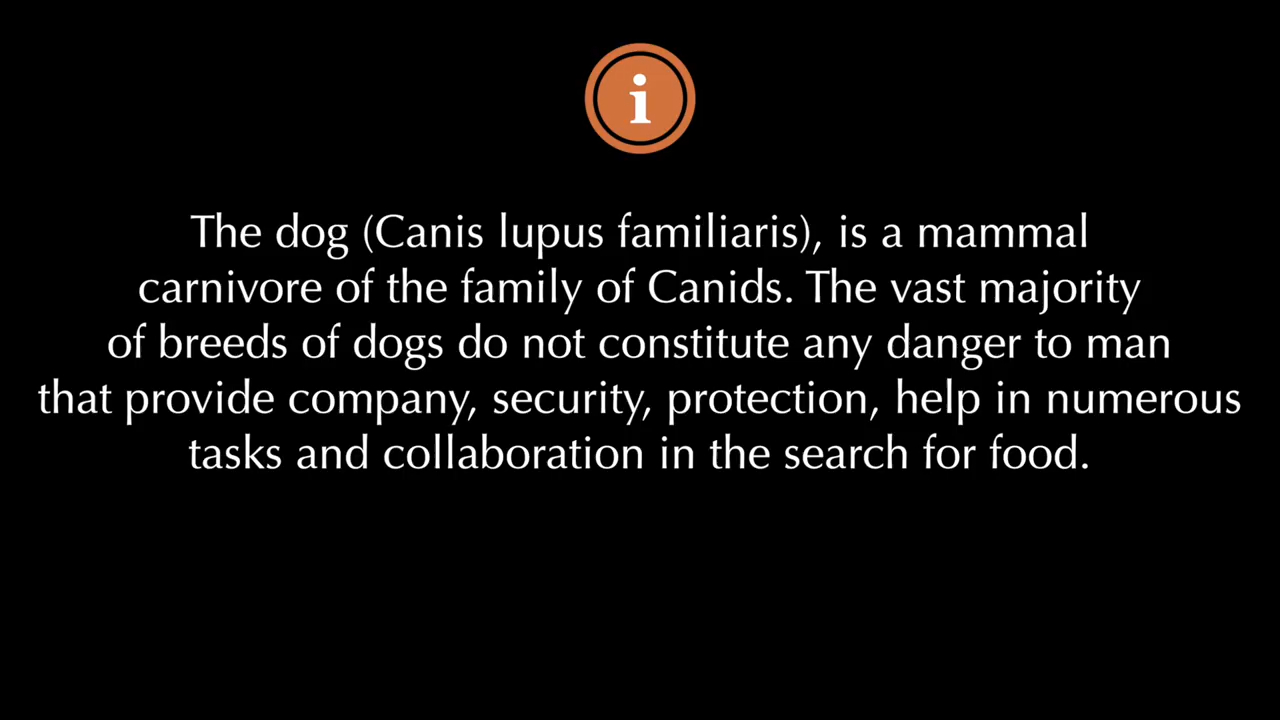 i
The dog (Canis lupus familiaris), is a mammal
carnivore of the family of Canids. The vast majority
of breeds of dogs do not constitute any danger to man
that provide company, security, protection, help in numerous
tasks and collaboration in the search for food.